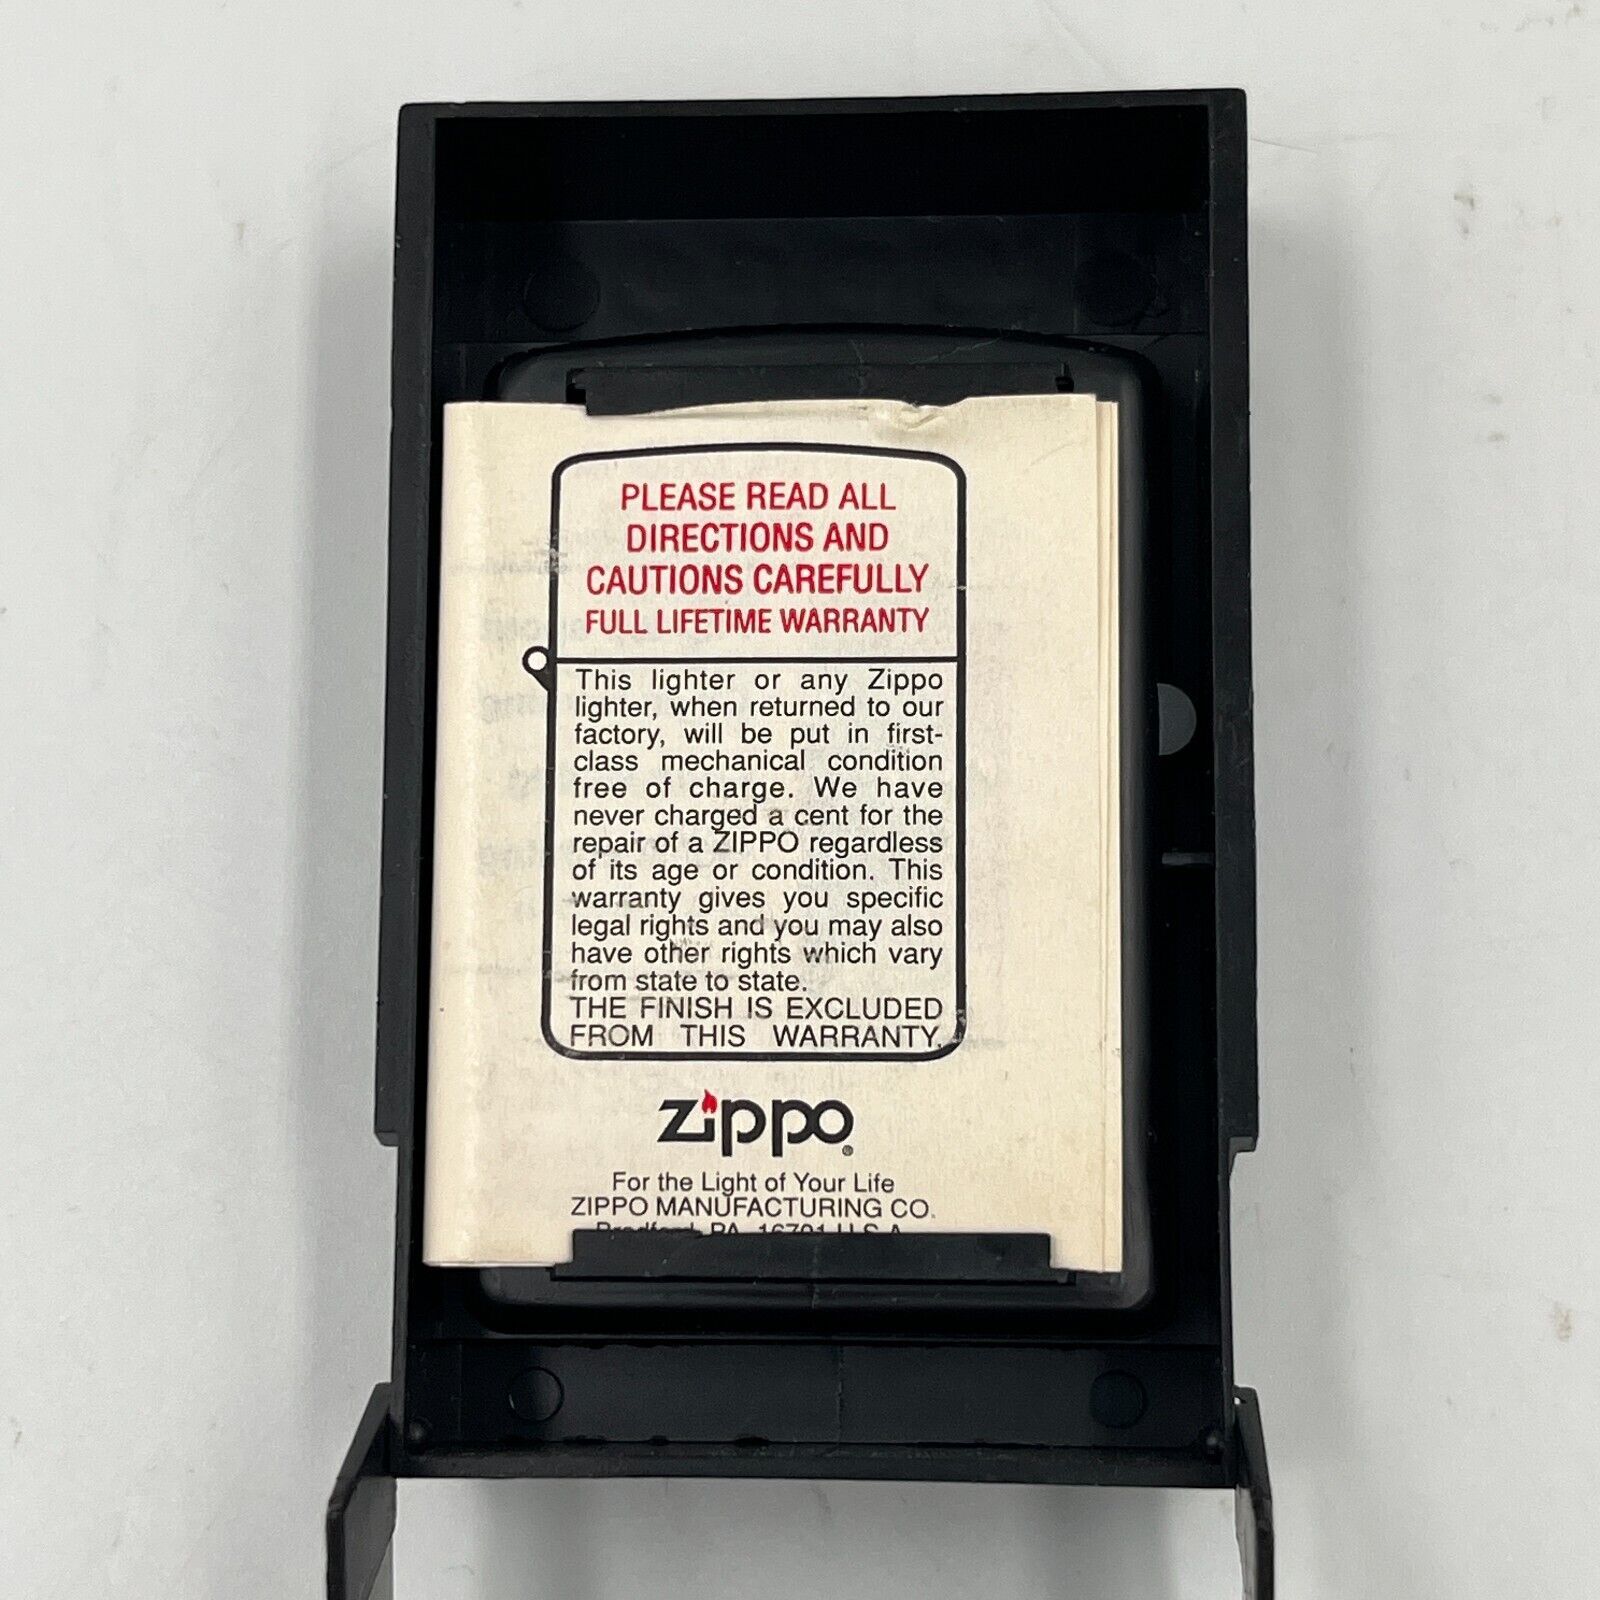 PLEASE READ ALL
DIRECTIONS AND
CAUTIONS CAREFULLY
FULL LIFETIME WARRANTY
This lighter or any Zippo
lighter, when returned to our
factory, will be put in first-
class mechanical condition
free of charge. We have
never charged a cent for the
repair of a ZIPPO regardless
of its age or condition. This
warranty gives you specific
legal rights and you may also
have other rights which vary
from state to state.
THE FINISH IS EXCLUDED
FROM THIS WARRANTY.
zippo®
For the Light of Your Life
ZIPPO MANUFACTURING CO.
Bradford, PA 16701 U.S.A.